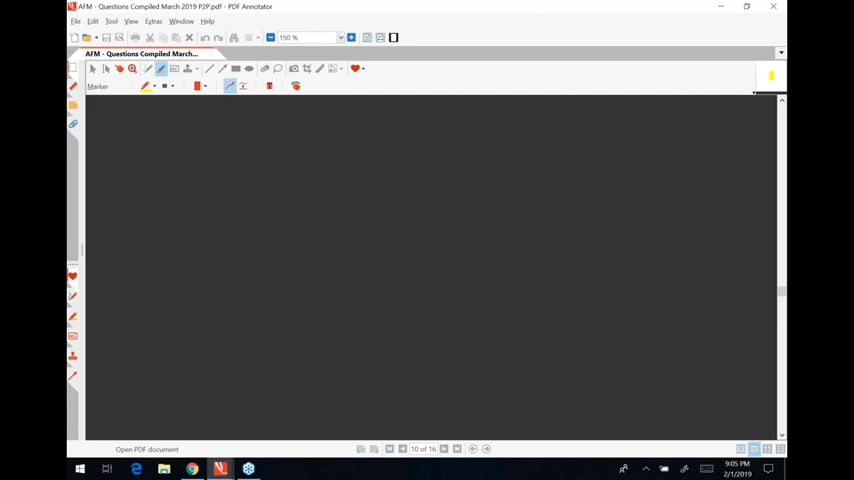 AFM - Questions Compiled March 2019 P2P.pdf - PDF Annotator
File Edit Tool View Extras Window Help
150 %
AFM - Questions Compiled March...
Marker
Open PDF document
10 of 16
9:05 PM
2/1/2019